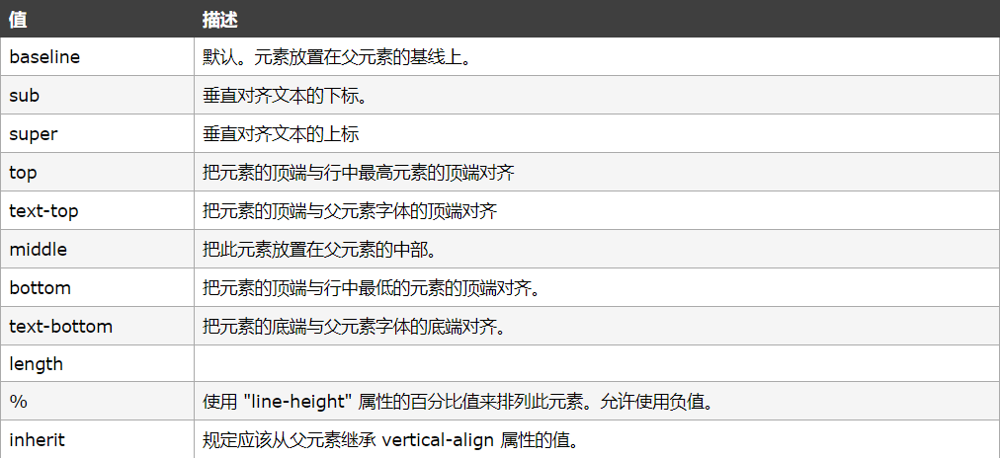 值 描述
baseline 默认。元素放置在父元素的基线上。
sub 垂直对齐文本的下标。
super 垂直对齐文本的上标
top 把元素的顶端与行中最高元素的顶端对齐
text-top 把元素的顶端与父元素字体的顶端对齐
middle 把此元素放置在父元素的中部。
bottom 把元素的顶端与行中最低的元素的顶端对齐。
text-bottom 把元素的底端与父元素字体的底端对齐。
length
% 使用 "line-height" 属性的百分比值来排列此元素。允许使用负值。
inherit 规定应该从父元素继承 vertical-align 属性的值。